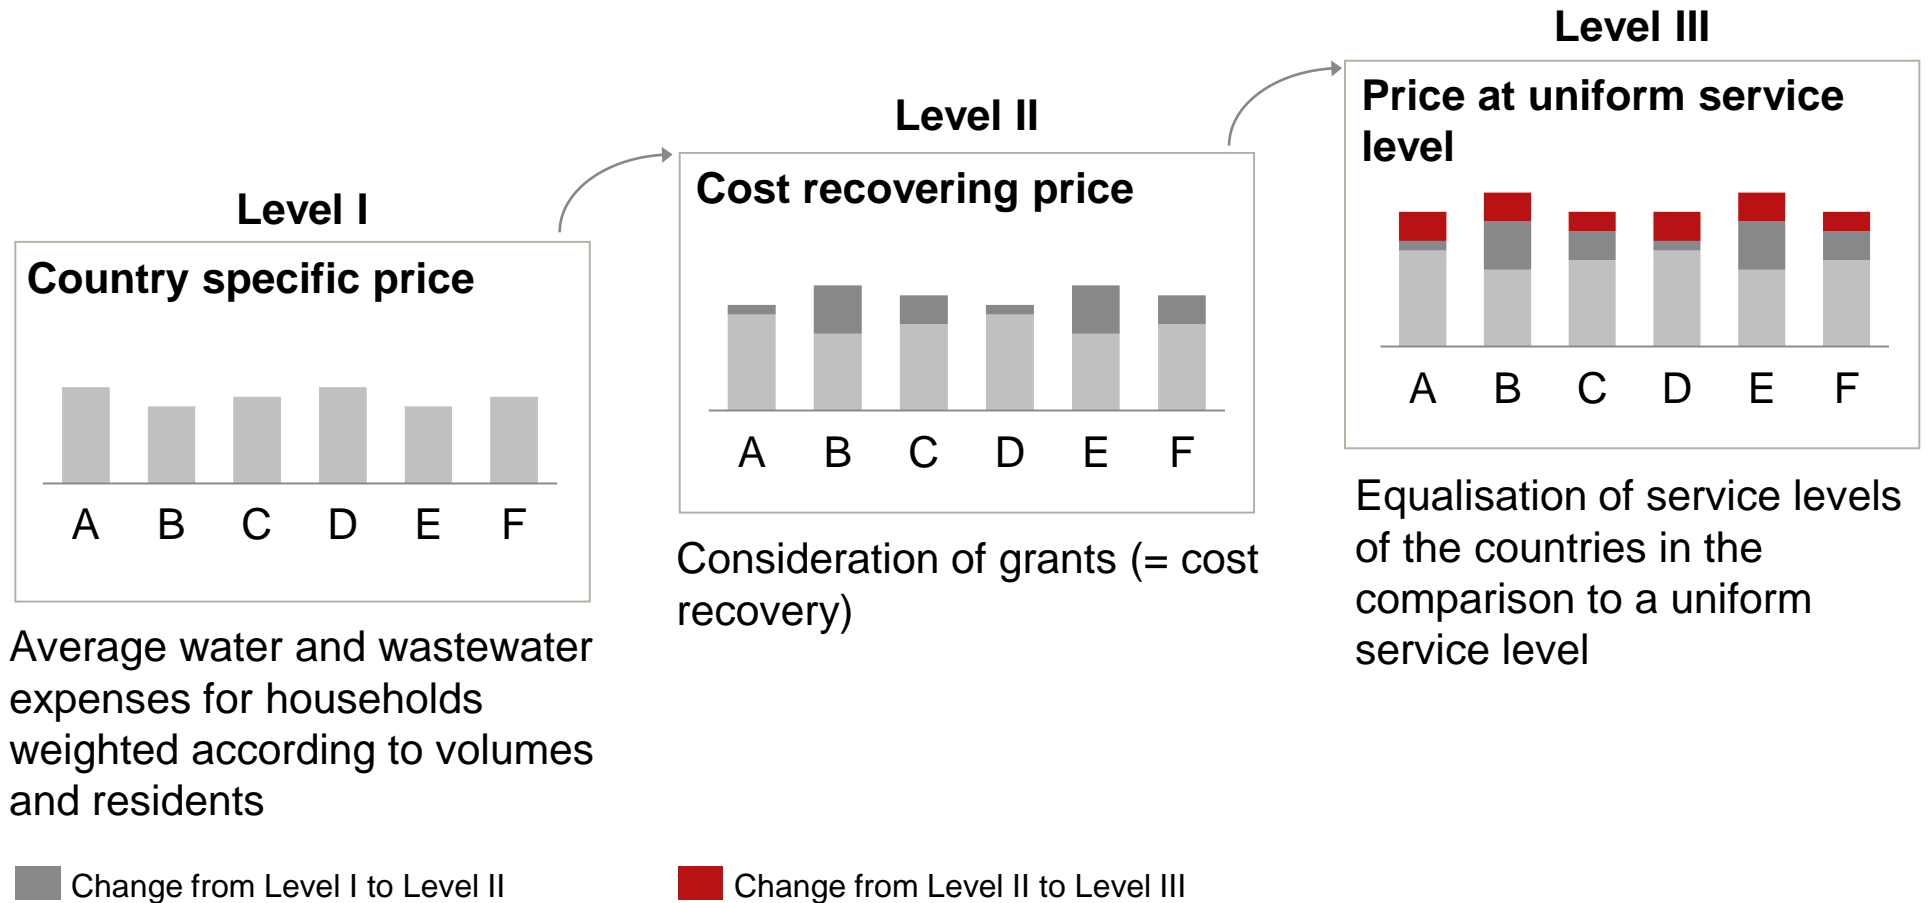 Level I
Country specific price
A B C D E F
Average water and wastewater
expenses for households
weighted according to volumes
and residents
Level II
Cost recovering price
A B C D E F
Consideration of grants (= cost
recovery)
Level III
Price at uniform service
level
A B C D E F
Equalisation of service levels
of the countries in the
comparison to a uniform
service level
Change from Level I to Level II
Change from Level II to Level III